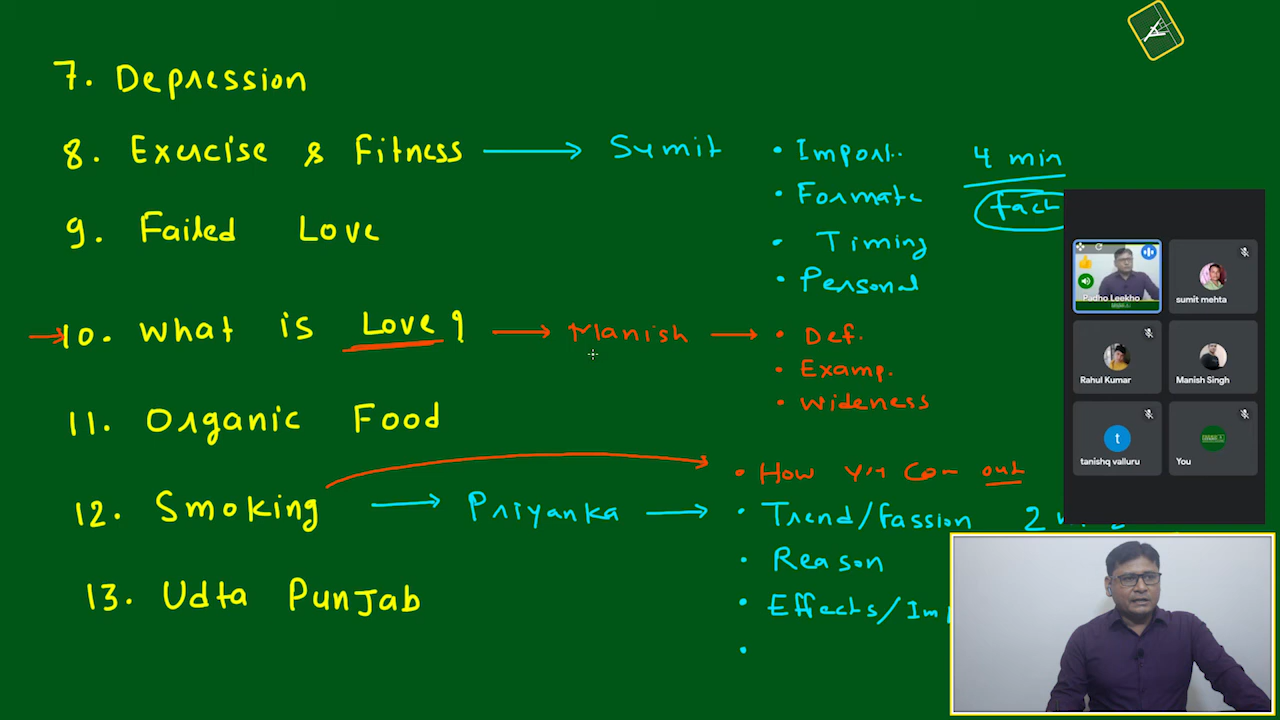 7. Depression
8. Exercise & Fitness → Sumit • Import.. 4 min
• Formate fact
9. Failed Love • Timing
• Personal
→ 10. What is Love? → Manish → • Def.
• Examp.
• Wideness
11. Organic Food
• How out
12. Smoking → Priyanka → • Trend/Fassion 2
• Reason
13. Udta Punjab • Effects/Im
Padho Leekho
sumit mehta
Rahul Kumar
Manish Singh
t
tanishq valluru
You